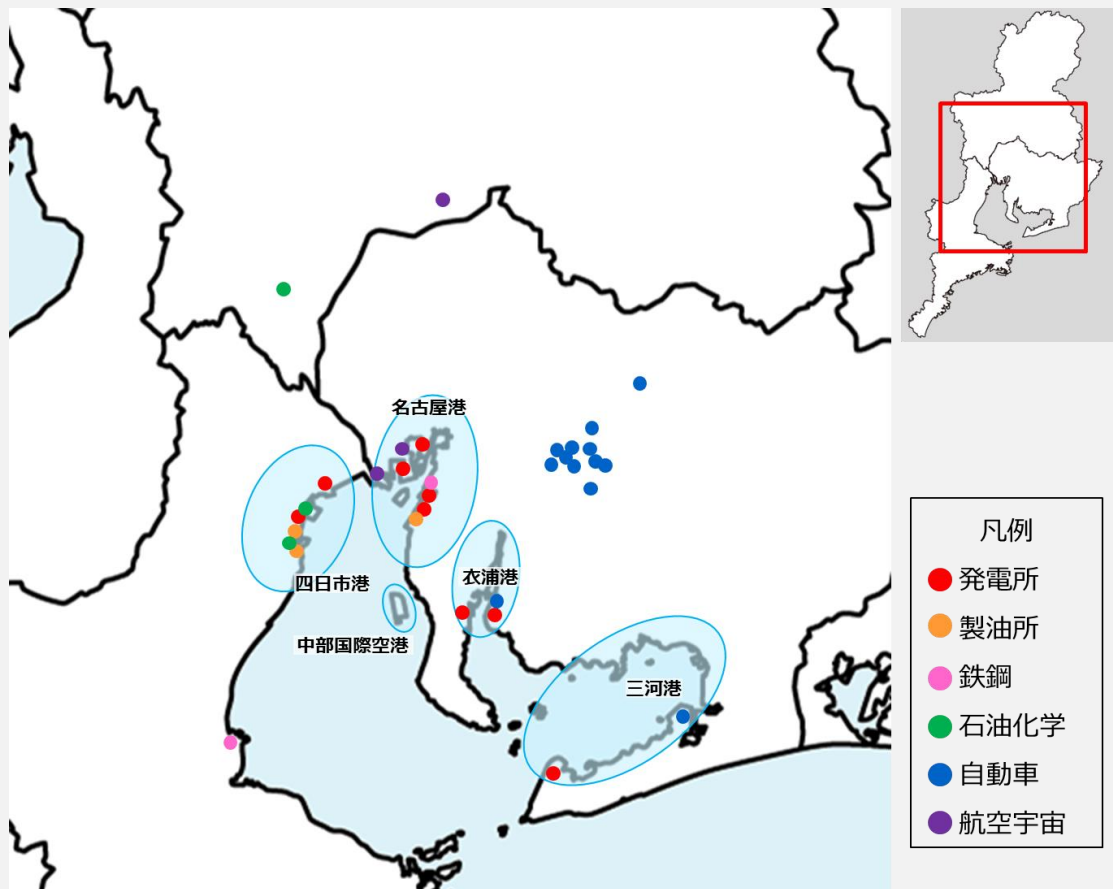 名古屋港
四日市港
衣浦港
中部国際空港
三河港
凡例
発電所
製油所
鉄鋼
石油化学
自動車
航空宇宙